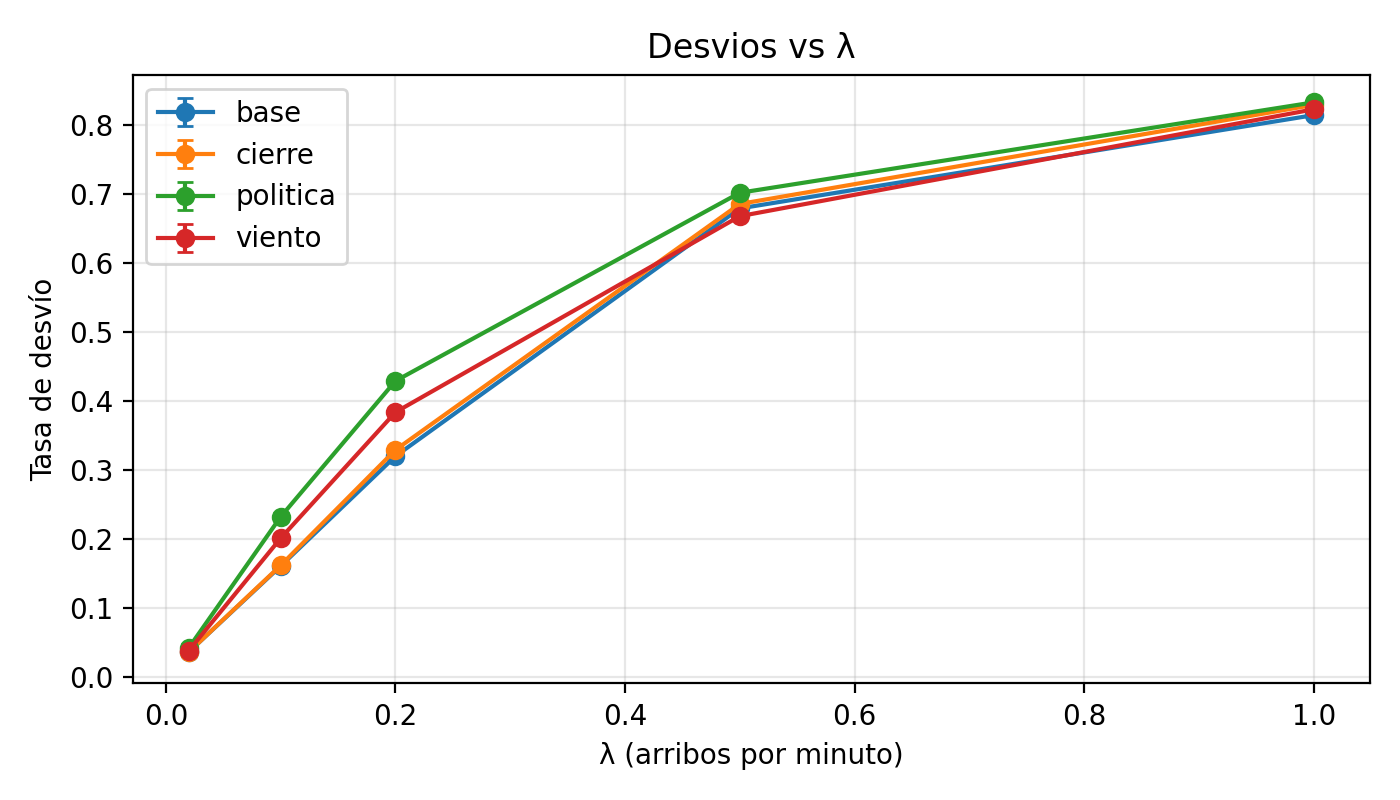 Desvios vs λ
base
cierre
politica
viento
Tasa de desvío
0.8
0.7
0.6
0.5
0.4
0.3
0.2
0.1
0.0
0.0 0.2 0.4 0.6 0.8 1.0
λ (arribos por minuto)